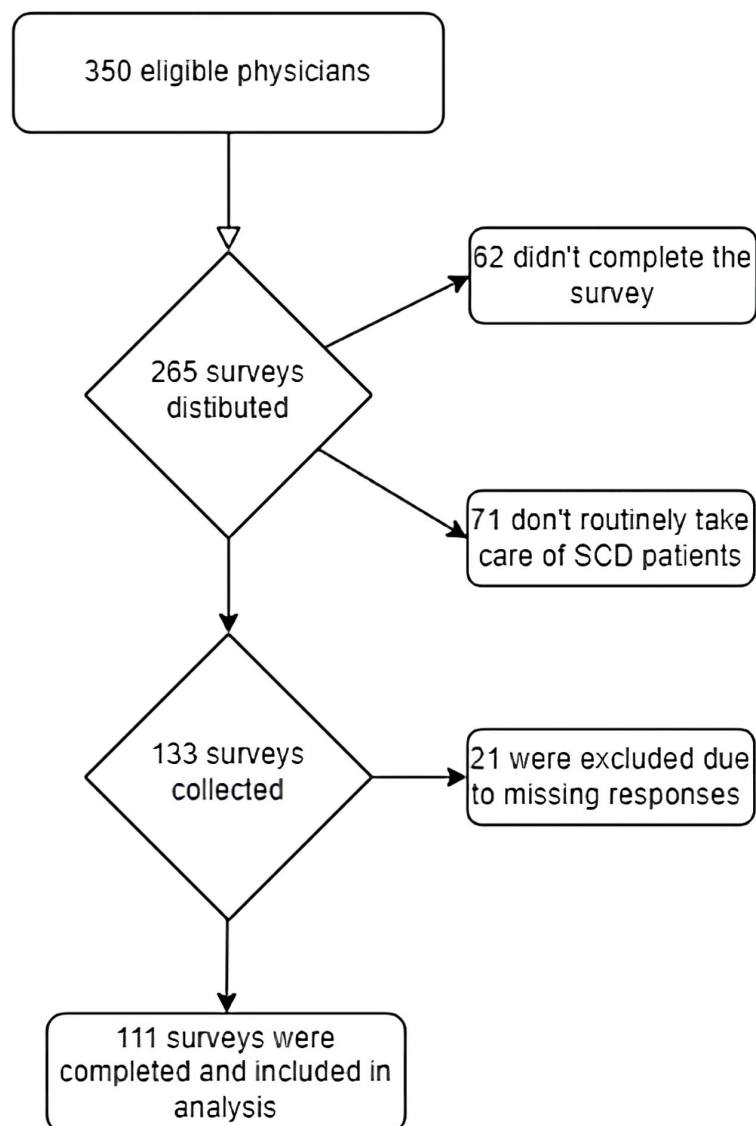 350 eligible physicians
62 didn't complete the
survey
265 surveys
distibuted
71 don't routinely take
care of SCD patients
133 surveys
collected
21 were excluded due
to missing responses
111 surveys were
completed and included in
analysis